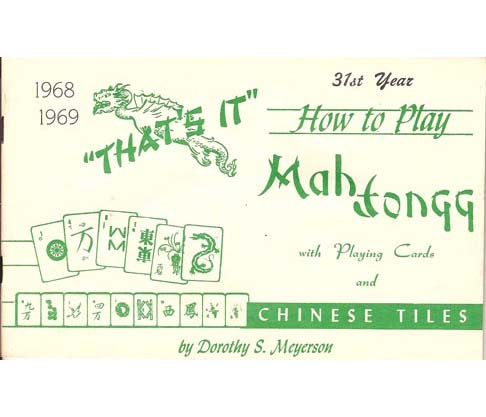 1968
1969
"THAT'S IT"
31st Year
How to Play
Mah Jongg
with Playing Cards
and
CHINESE TILES
by Dorothy S. Meyerson